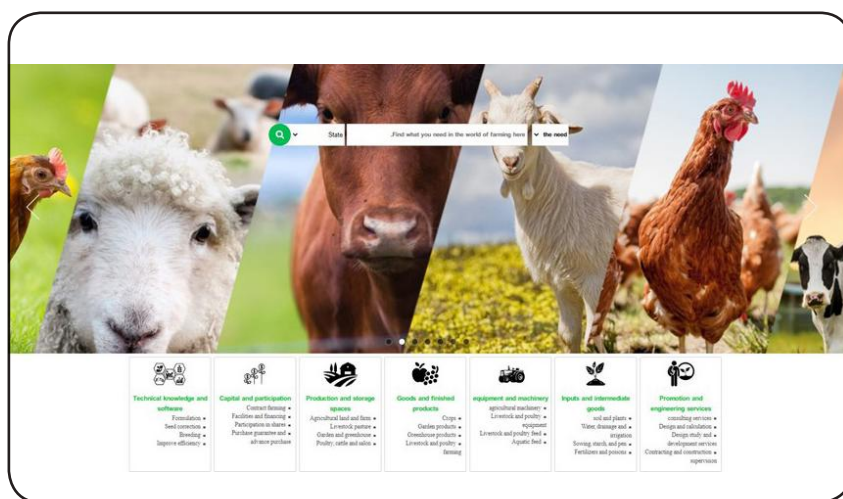 State
.Find what you need in the world of farming here
the need
Technical knowledge and
software
Formulation
Seed correction
Breeding
Improve efficiency
Capital and participation
Contract farming
Facilities and financing
Participation in shares
Purchase guarantee and
advance purchase
Production and storage
spaces
Agricultural land and farm
Livestock pasture
Garden and greenhouse
Poultry, cattle and salon
Goods and finished
products
Crops
Garden products
Greenhouse products
Livestock and poultry
farming
equipment and machinery
agricultural machinery
Livestock and poultry
equipment
Livestock and poultry feed
Aquatic feed
Inputs and intermediate
goods
soil and plants
Water, drainage and
irrigation
Sowing, starch and pen
Fertilizers and poisons
Promotion and
engineering services
consulting services
Design and calculation
Design study and
development services
Contracting and construction
supervision